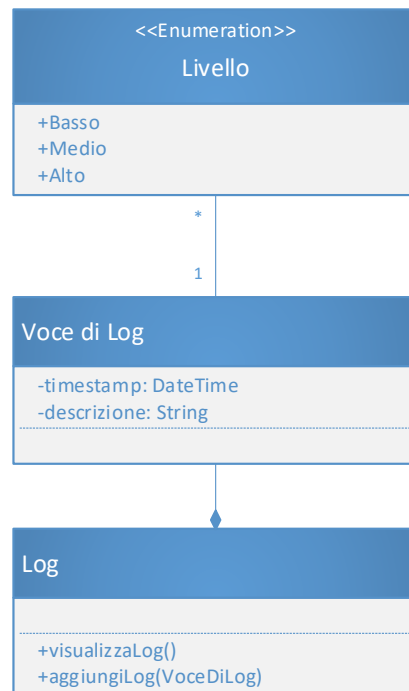 <<Enumeration>>
Livello
+Basso
+Medio
+Alto
*
1
Voce di Log
-timestamp: DateTime
-descrizione: String
Log
+visualizzaLog()
+aggiungiLog(VoceDiLog)